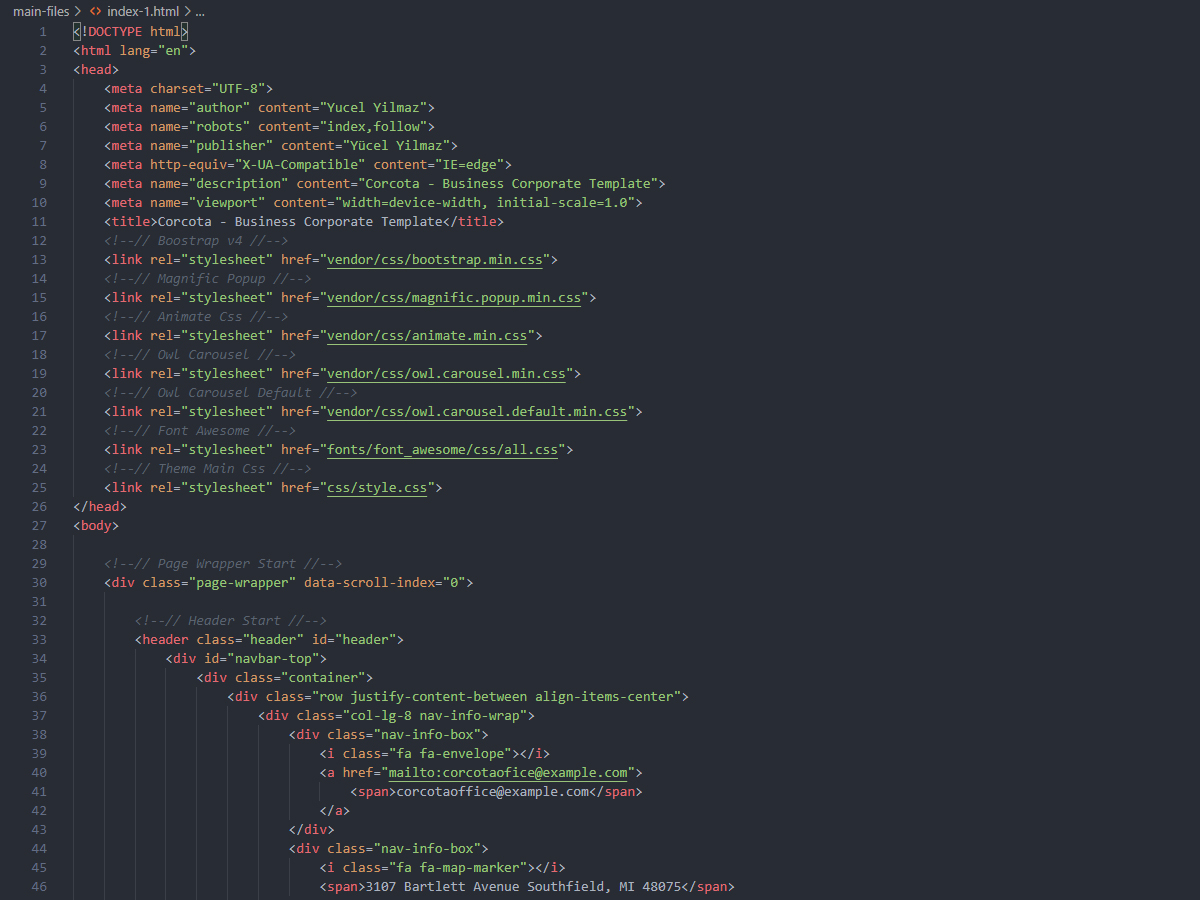 main-files > <> index-1.html > ...
1 <!DOCTYPE html>
2 <html lang="en">
3 <head>
4 <meta charset="UTF-8">
5 <meta name="author" content="Yucel Yilmaz">
6 <meta name="robots" content="index,follow">
7 <meta name="publisher" content="Yücel Yilmaz">
8 <meta http-equiv="X-UA-Compatible" content="IE=edge">
9 <meta name="description" content="Corcota - Business Corporate Template">
10 <meta name="viewport" content="width=device-width, initial-scale=1.0">
11 <title>Corcota - Business Corporate Template</title>
12 <!--// Boostrap v4 //-->
13 <link rel="stylesheet" href="vendor/css/bootstrap.min.css">
14 <!--// Magnific Popup //-->
15 <link rel="stylesheet" href="vendor/css/magnific.popup.min.css">
16 <!--// Animate Css //-->
17 <link rel="stylesheet" href="vendor/css/animate.min.css">
18 <!--// Owl Carousel //-->
19 <link rel="stylesheet" href="vendor/css/owl.carousel.min.css">
20 <!--// Owl Carousel Default //-->
21 <link rel="stylesheet" href="vendor/css/owl.carousel.default.min.css">
22 <!--// Font Awesome //-->
23 <link rel="stylesheet" href="fonts/font_awesome/css/all.css">
24 <!--// Theme Main Css //-->
25 <link rel="stylesheet" href="css/style.css">
26 </head>
27 <body>
28
29 <!--// Page Wrapper Start //-->
30 <div class="page-wrapper" data-scroll-index="0">
31
32 <!--// Header Start //-->
33 <header class="header" id="header">
34 <div id="navbar-top">
35 <div class="container">
36 <div class="row justify-content-between align-items-center">
37 <div class="col-lg-8 nav-info-wrap">
38 <div class="nav-info-box">
39 <i class="fa fa-envelope"></i>
40 <a href="mailto:corcotaofice@example.com">
41 <span>corcotaoffice@example.com</span>
42 </a>
43 </div>
44 <div class="nav-info-box">
45 <i class="fa fa-map-marker"></i>
46 <span>3107 Bartlett Avenue Southfield, MI 48075</span>